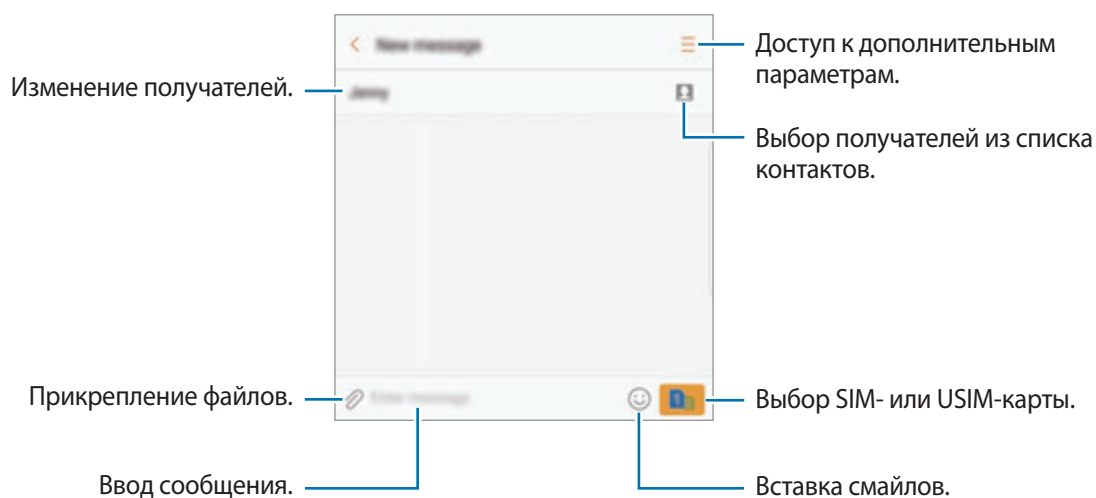 New message
Доступ к дополнительным
параметрам.
Изменение получателей.
Jenny
Выбор получателей из списка
контактов.
Прикрепление файлов.
Enter message
Выбор SIM- или USIM-карты.
Ввод сообщения.
Вставка смайлов.